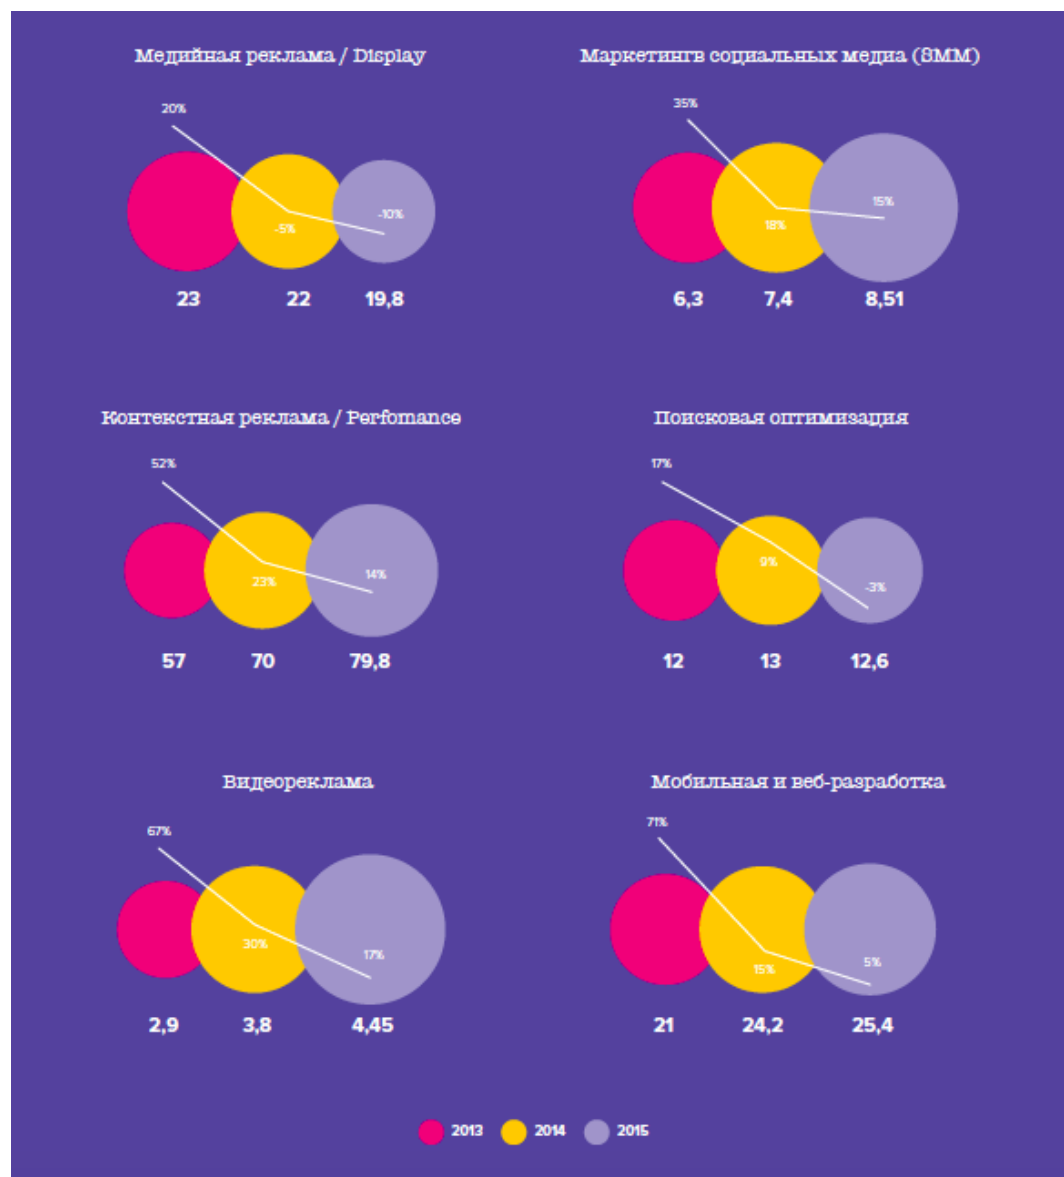 Медийная реклама / Display
20%
-5%
-10%
23 22 19,8
Маркетингв социальных медиа (SMM)
35%
18%
15%
6,3 7,4 8,51
Контекстная реклама / Perfomance
52%
23%
14%
57 70 79,8
Поисковая оптимизация
17%
9%
-3%
12 13 12,6
Видеореклама
67%
30%
17%
2,9 3,8 4,45
Мобильная и веб-разработка
71%
15%
5%
21 24,2 25,4
2013 2014 2015